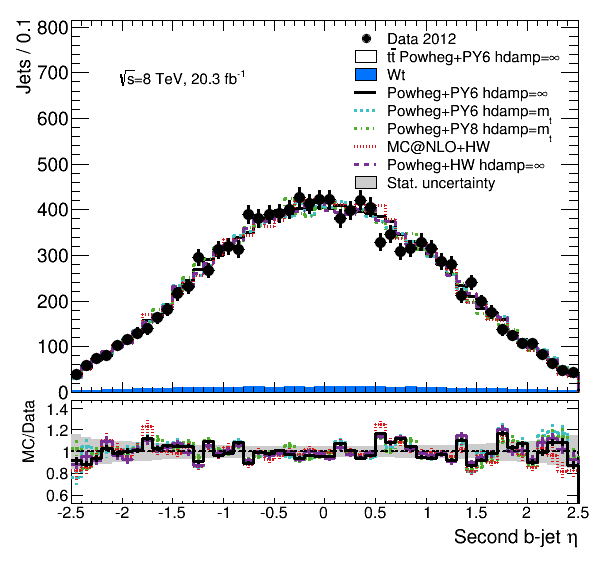 Jets / 0.1
800
700
600
500
400
300
200
100
0
√s=8 TeV, 20.3 fb⁻¹
Data 2012
tt̄ Powheg+PY6 hdamp=∞
Wt
Powheg+PY6 hdamp=∞
Powheg+PY6 hdamp=m_t
Powheg+PY8 hdamp=m_t
MC@NLO+HW
Powheg+HW hdamp=∞
Stat. uncertainty
MC/Data
1.4
1.2
1
0.8
0.6
-2.5 -2 -1.5 -1 -0.5 0 0.5 1 1.5 2 2.5
Second b-jet η